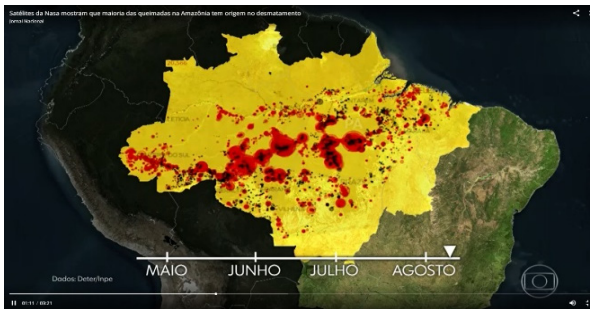 Satélites da Nasa mostram que maioria das queimadas na Amazônia tem origem no desmatamento
Jornal Nacional
MAIO JUNHO JULHO AGOSTO
Dados: Deter/Inpe
01:11 / 03:21